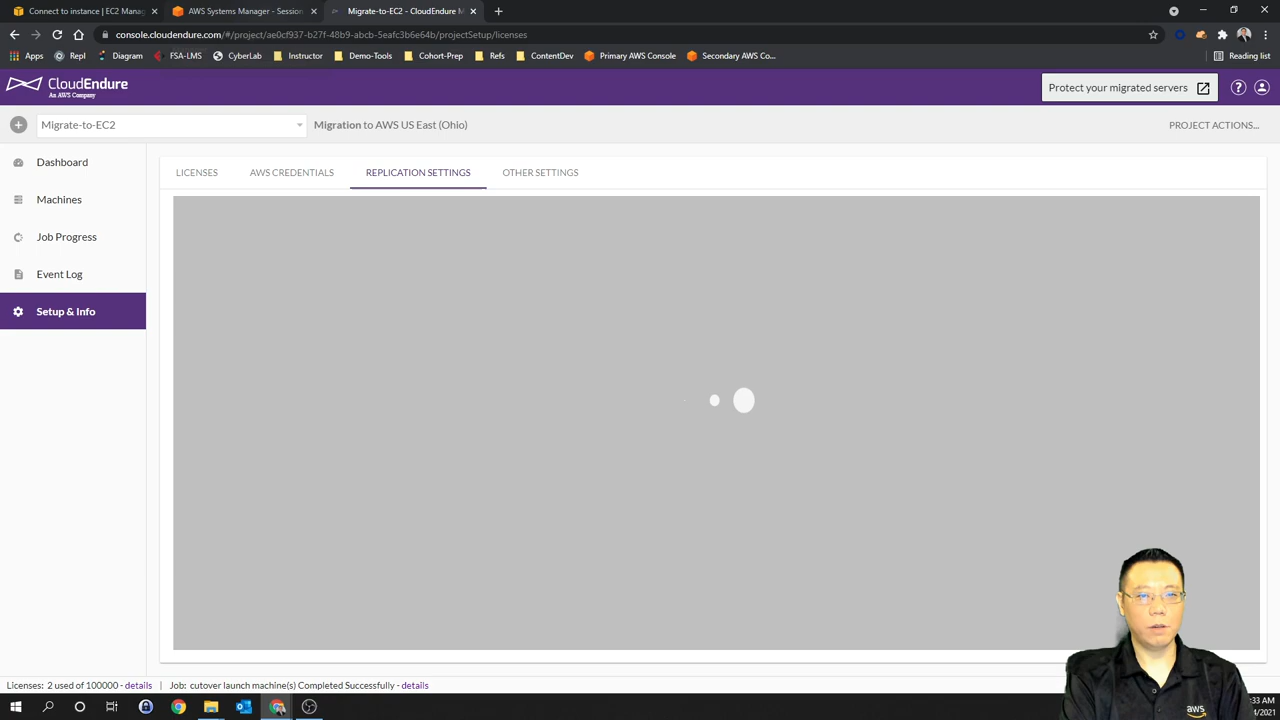 Connect to instance | EC2 Manag
AWS Systems Manager - Session
Migrate-to-EC2 - CloudEndure M
console.cloudendure.com/#/project/ae0cf937-b27f-48b9-abcb-5eafc3b6e64b/projectSetup/licenses
Apps Repl Diagram FSA-LMS CyberLab Instructor Demo-Tools Cohort-Prep Refs ContentDev Primary AWS Console Secondary AWS Co... Reading list
CloudEndure
An AWS Company
Protect your migrated servers
Migrate-to-EC2 Migration to AWS US East (Ohio) PROJECT ACTIONS...
Dashboard
Machines
Job Progress
Event Log
Setup & Info
LICENSES AWS CREDENTIALS REPLICATION SETTINGS OTHER SETTINGS
Licenses: 2 used of 100000 - details | Job: cutover launch machine(s) Completed Successfully - details
:33 AM
4/2021
aws